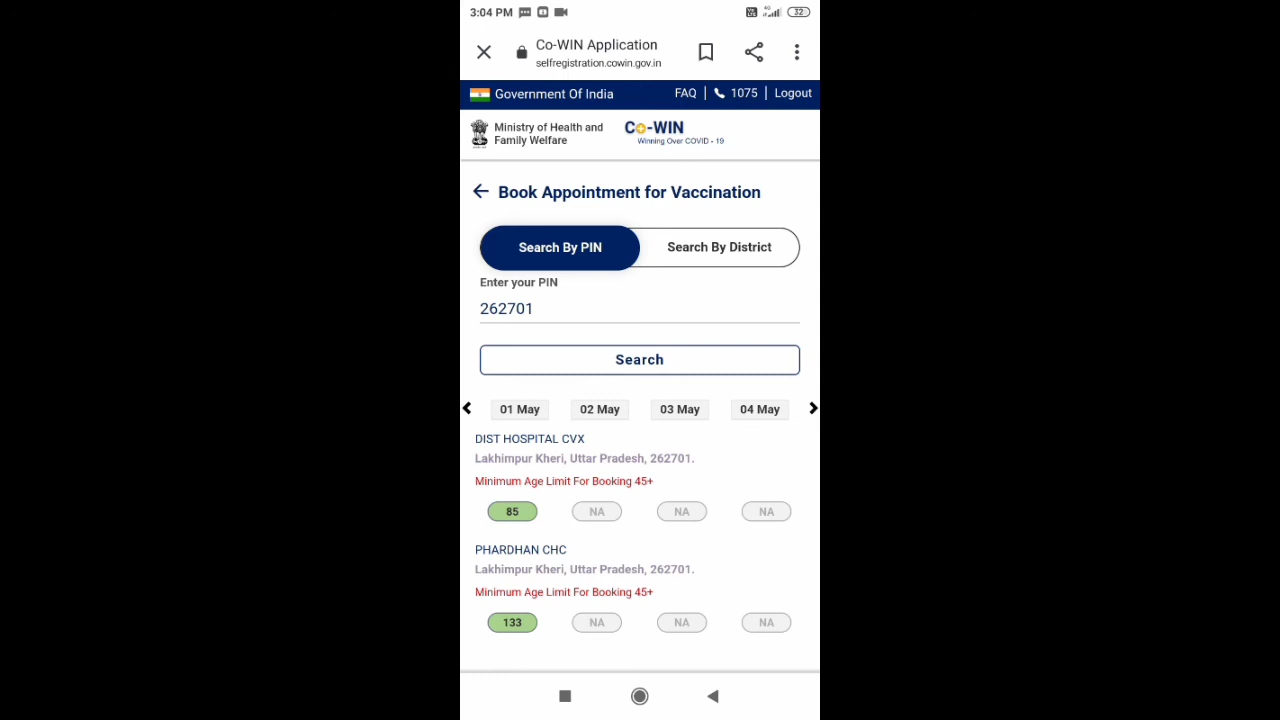 3:04 PM 32
Co-WIN Application
selfregistration.cowin.gov.in
Government Of India FAQ | 1075 | Logout
Ministry of Health and
Family Welfare
Co-WIN
Winning Over COVID - 19
Book Appointment for Vaccination
Search By PIN Search By District
Enter your PIN
262701
Search
01 May 02 May 03 May 04 May
DIST HOSPITAL CVX
Lakhimpur Kheri, Uttar Pradesh, 262701.
Minimum Age Limit For Booking 45+
85 NA NA NA
PHARDHAN CHC
Lakhimpur Kheri, Uttar Pradesh, 262701.
Minimum Age Limit For Booking 45+
133 NA NA NA